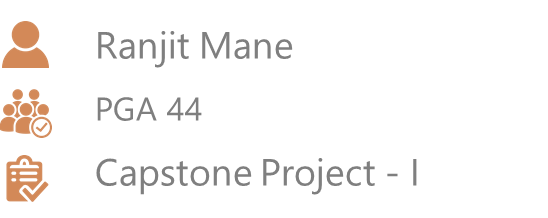 Ranjit Mane
PGA 44
Capstone Project - I